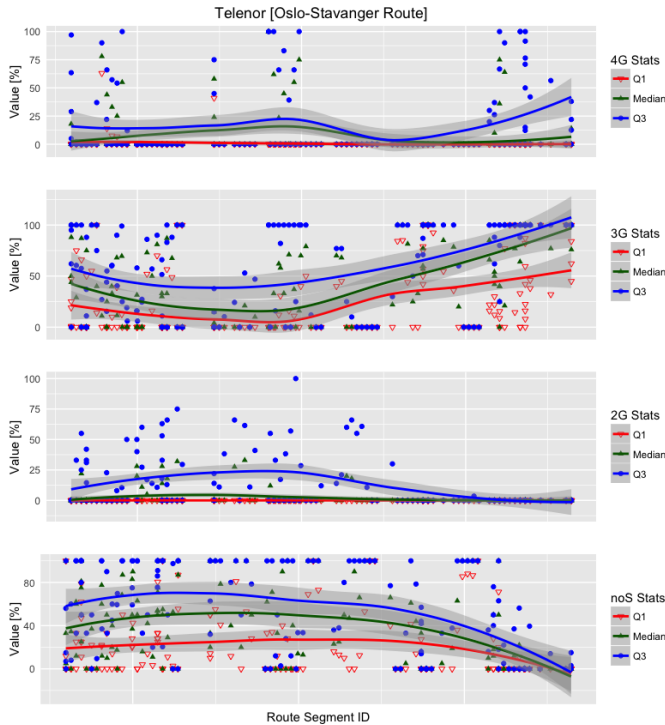 Telenor [Oslo-Stavanger Route]
Value [%]
100
75
50
25
0
4G Stats
Q1
Median
Q3
Value [%]
100
50
0
3G Stats
Q1
Median
Q3
Value [%]
100
75
50
25
0
2G Stats
Q1
Median
Q3
Value [%]
80
40
0
noS Stats
Q1
Median
Q3
Route Segment ID